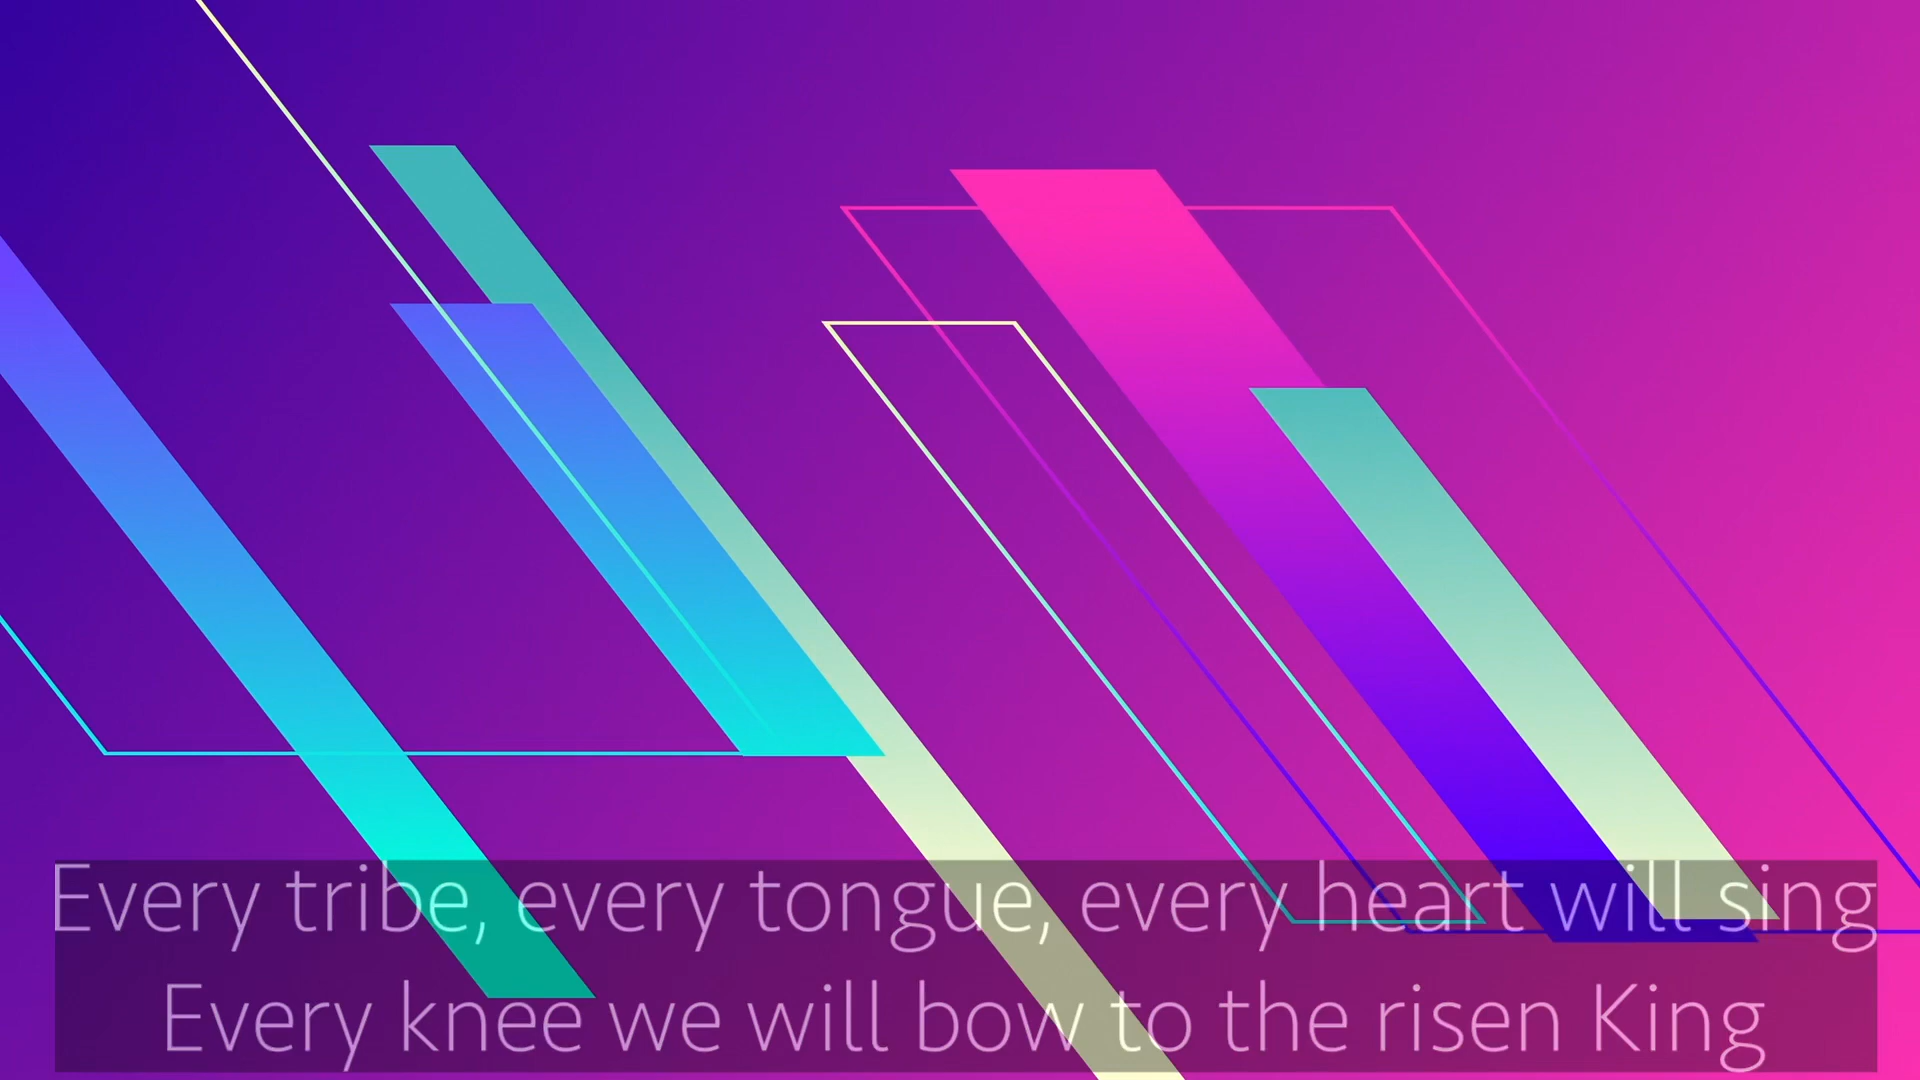 Every tribe, every tongue, every heart will sing
Every knee we will bow to the risen King